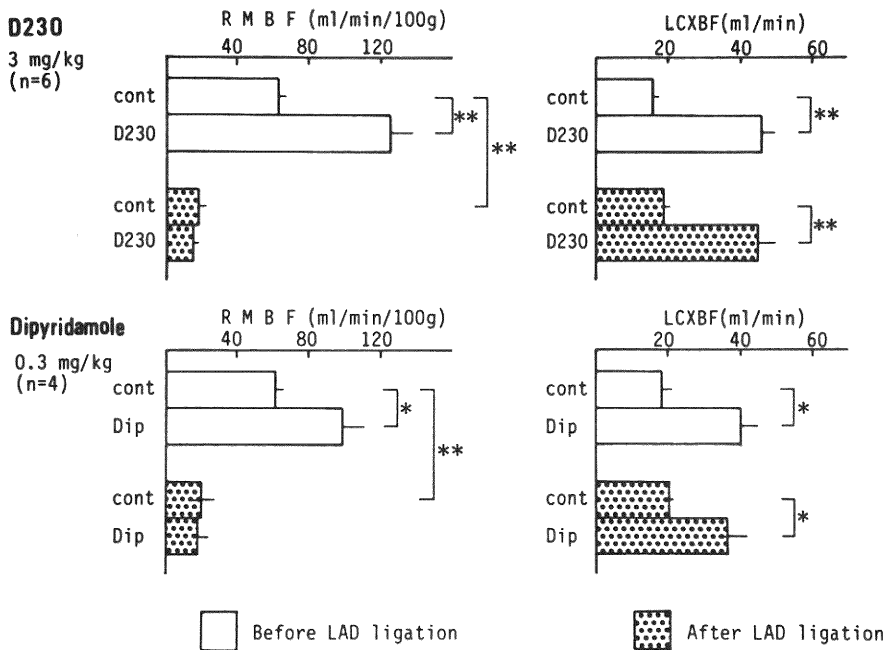 D230
3 mg/kg
(n=6)
R M B F (ml/min/100g)
40 80 120
cont
D230
cont
D230
**
**
LCXBF(ml/min)
20 40 60
cont
D230
cont
D230
**
**
Dipyridamole
0.3 mg/kg
(n=4)
R M B F (ml/min/100g)
40 80 120
cont
Dip
cont
Dip
*
**
LCXBF(ml/min)
20 40 60
cont
Dip
cont
Dip
*
*
Before LAD ligation
After LAD ligation